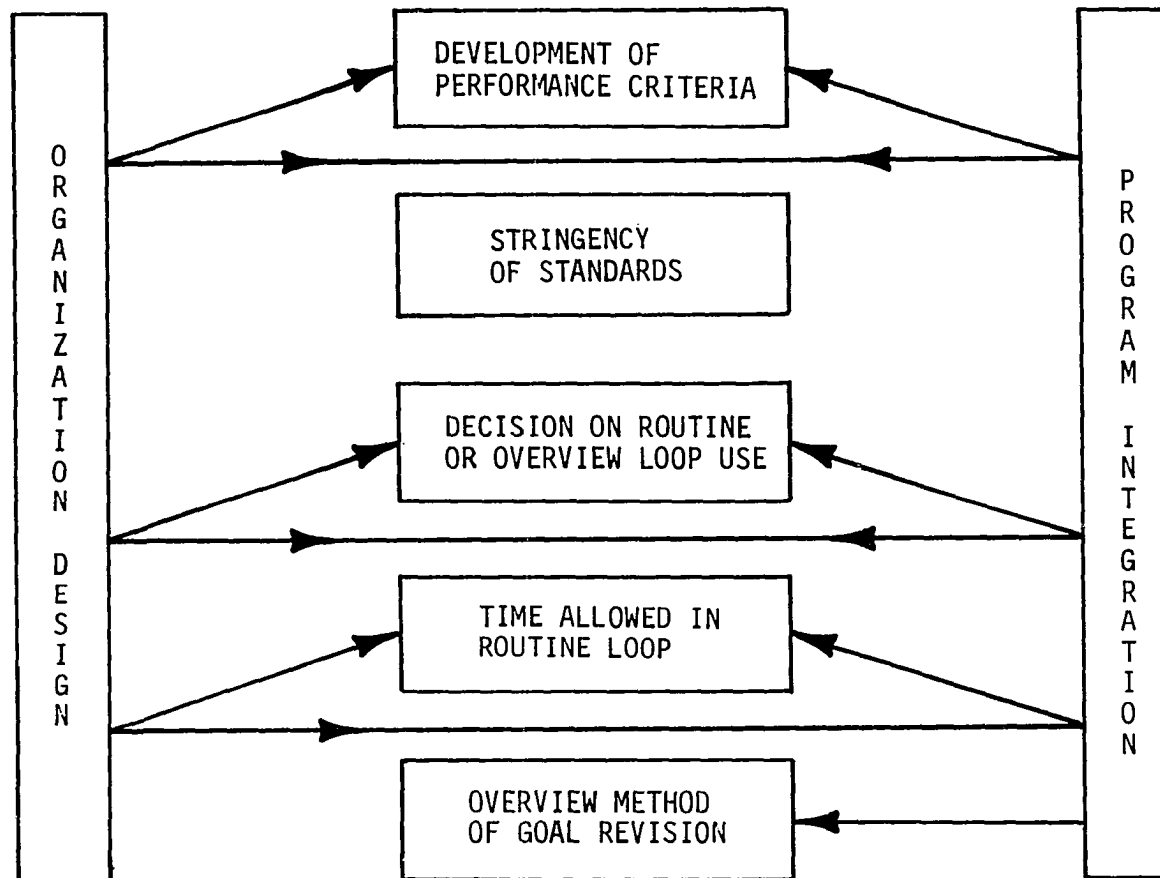 ORGANIZATION DESIGN
DEVELOPMENT OF
PERFORMANCE CRITERIA
STRINGENCY
OF STANDARDS
DECISION ON ROUTINE
OR OVERVIEW LOOP USE
TIME ALLOWED IN
ROUTINE LOOP
OVERVIEW METHOD
OF GOAL REVISION
PROGRAM INTEGRATION